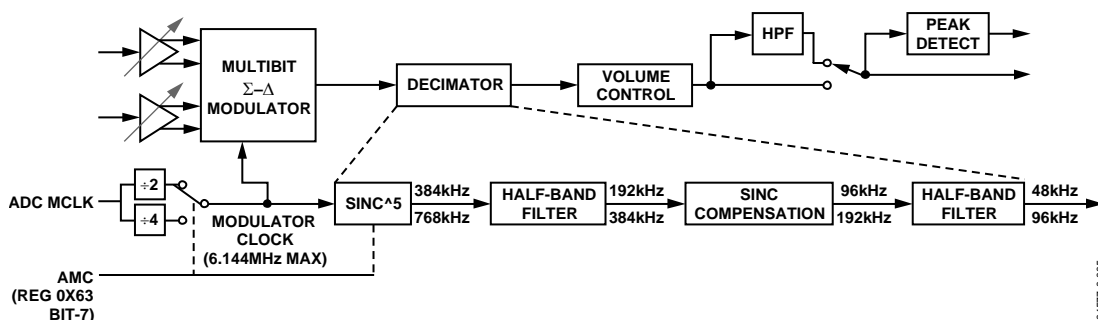 HPF
PEAK
DETECT
MULTIBIT
Σ–Δ
MODULATOR
DECIMATOR
VOLUME
CONTROL
ADC MCLK
÷2
÷4
MODULATOR
CLOCK
(6.144MHz MAX)
SINC^5
384kHz
768kHz
HALF-BAND
FILTER
192kHz
384kHz
SINC
COMPENSATION
96kHz
192kHz
HALF-BAND
FILTER
48kHz
96kHz
AMC
(REG 0X63
BIT-7)